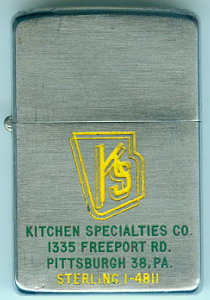 KS
KITCHEN SPECIALTIES CO.
1335 FREEPORT RD.
PITTSBURGH 38, PA.
STERLING 1-4811